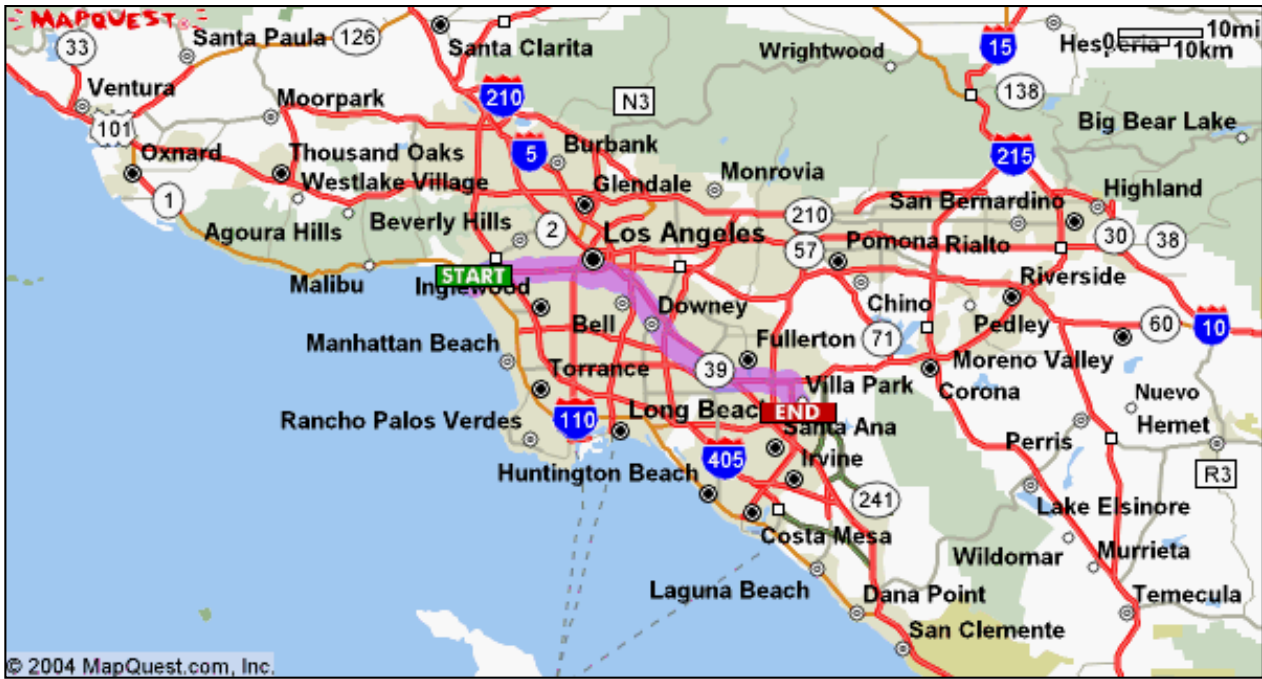 MAPQUEST
33
Santa Paula
126
Santa Clarita
Wrightwood
15
Hesperia
0 10mi
10km
Ventura
Moorpark
210
N3
138
101
Burbank
Big Bear Lake
5
Oxnard
Thousand Oaks
215
Monrovia
Westlake Village
Glendale
Highland
1
San Bernardino
Beverly Hills
2
210
Agoura Hills
Los Angeles
57
Pomona
Rialto
30
38
START
Malibu
Inglewood
Riverside
Downey
Chino
Bell
Pedley
60
10
Fullerton
71
Manhattan Beach
Moreno Valley
Torrance
39
Villa Park
Corona
Nuevo
Long Beach
END
Rancho Palos Verdes
110
Santa Ana
Hemet
Perris
405
Irvine
Huntington Beach
R3
241
Lake Elsinore
Costa Mesa
Wildomar
Murrieta
Laguna Beach
Dana Point
Temecula
San Clemente
© 2004 MapQuest.com, Inc.